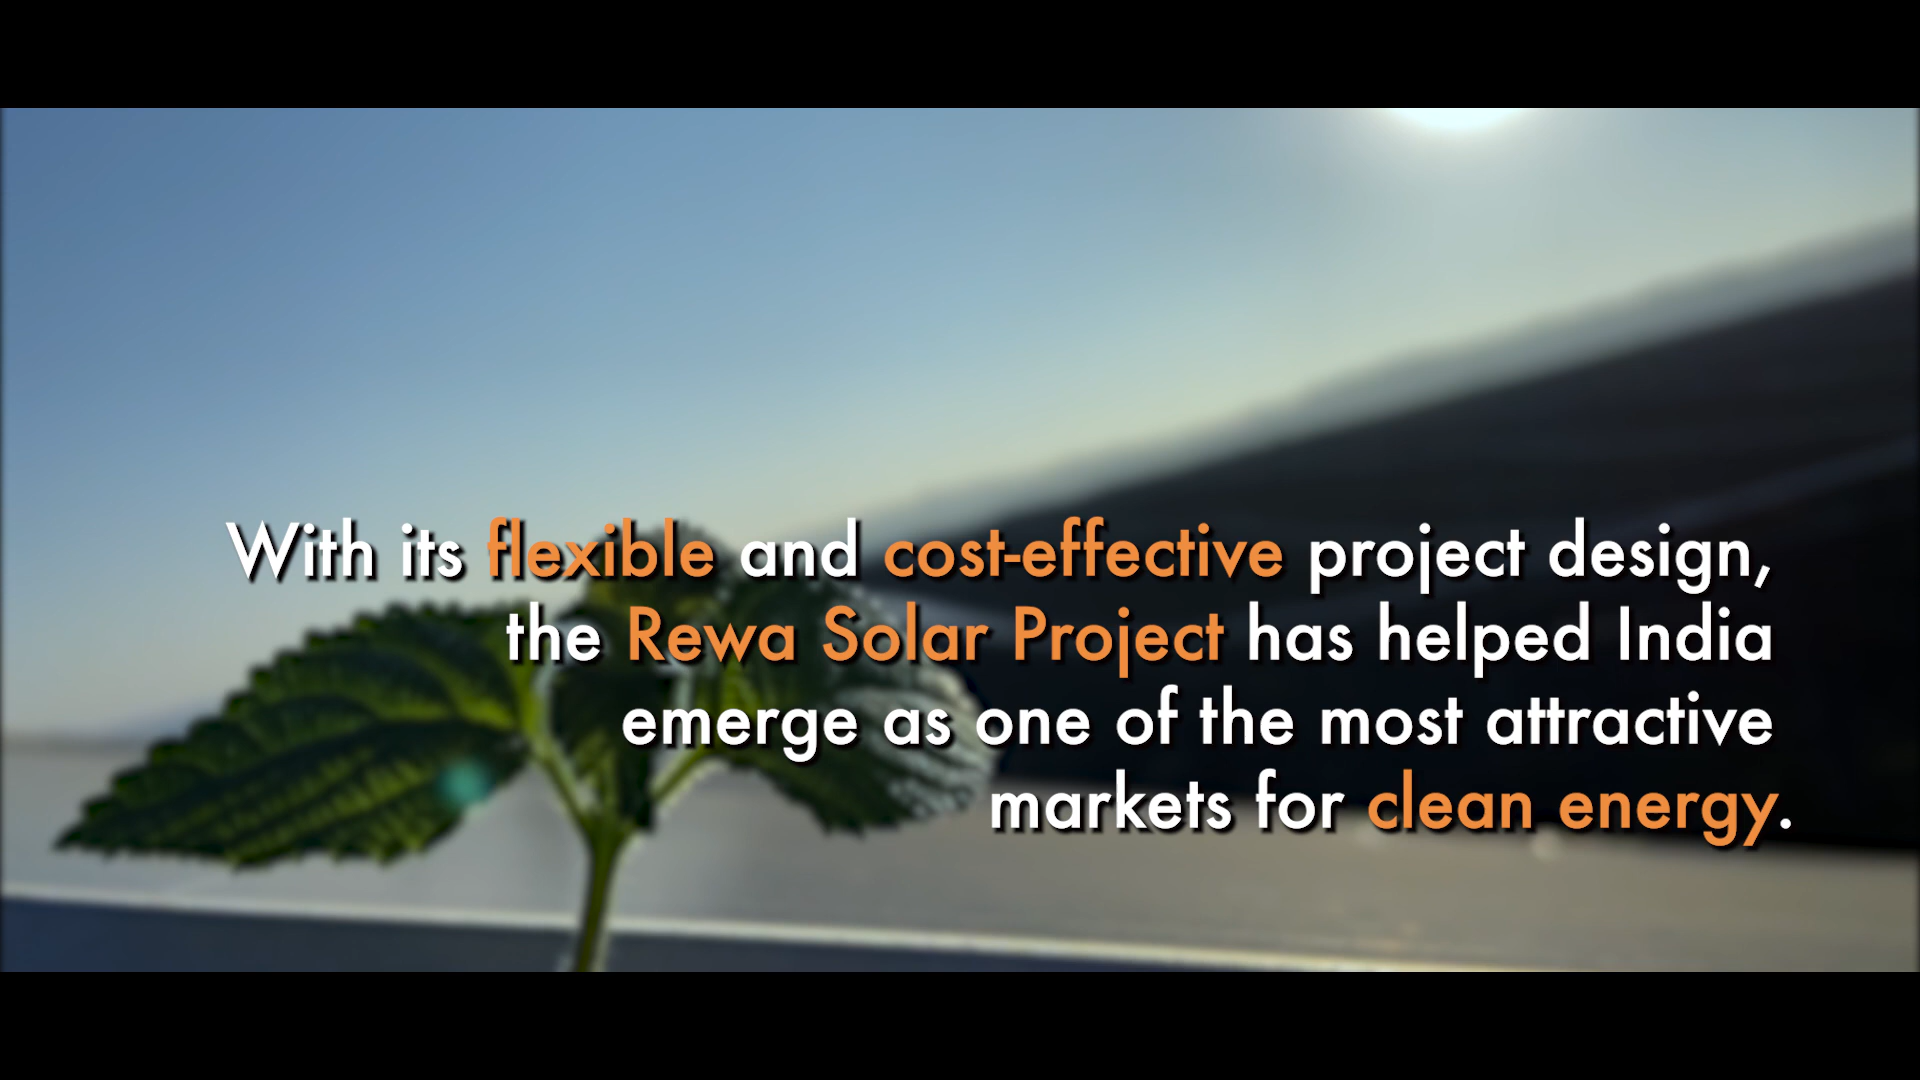 With its flexible and cost-effective project design,
the Rewa Solar Project has helped India
emerge as one of the most attractive
markets for clean energy.